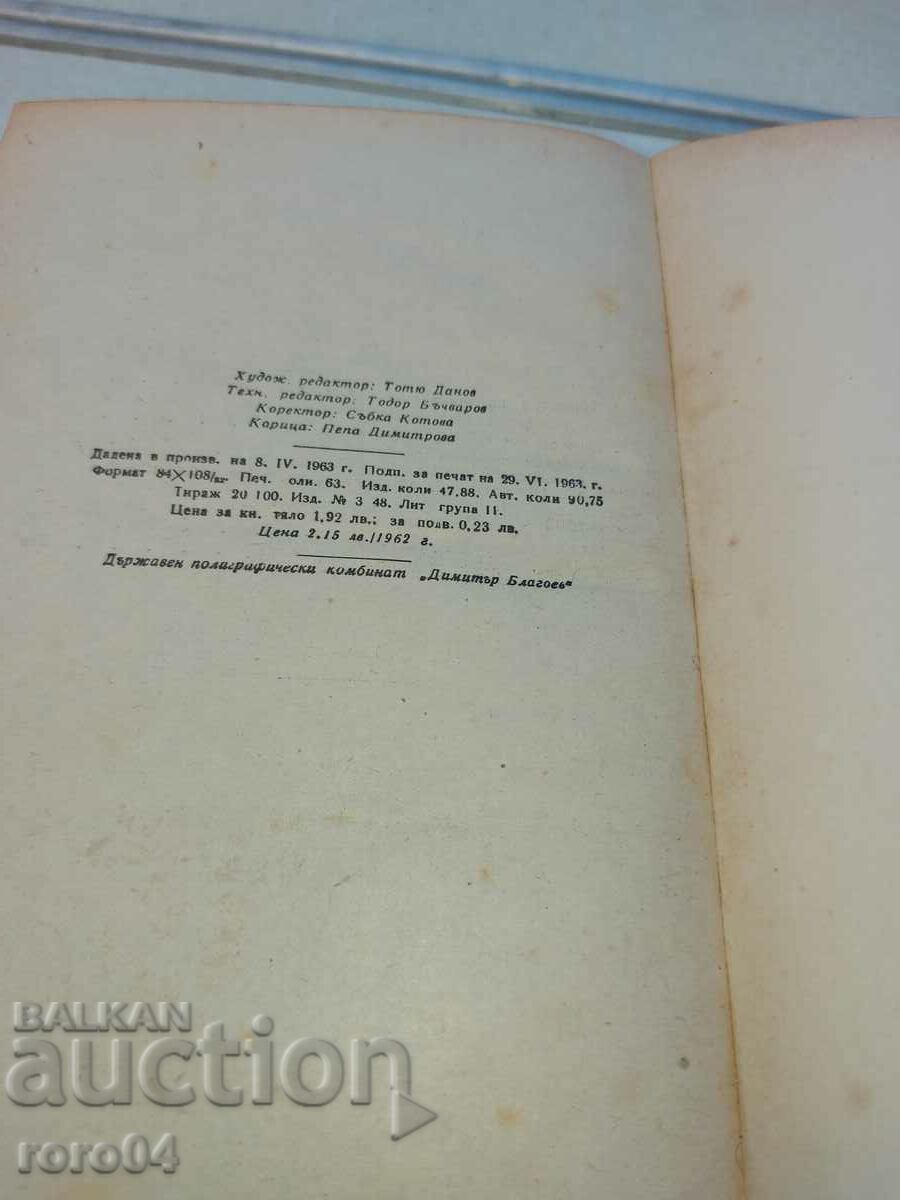 Худож. редактор: Тотю Данов
Техн. редактор: Тодор Бъчваров
Коректор: Събка Котова
Корица: Пепа Димитрова
Дадена в произв. на 8. IV. 1963 г. Подп. за печат на 29. VI. 1963. г.
Формат 84×108/ Печ. оли. 63. Изд. коли 47,88. Авт. коли 90,75
Тираж 20 100. Изд. № 3 48. Лит група II.
Цена за кн. тяло 1,92 лв.; за подв. 0,23 лв.
Цена 2.15 лв./1962 г.
Държавен полиграфически комбинат „Димитър Благоев“
BALKAN
auction
roro04